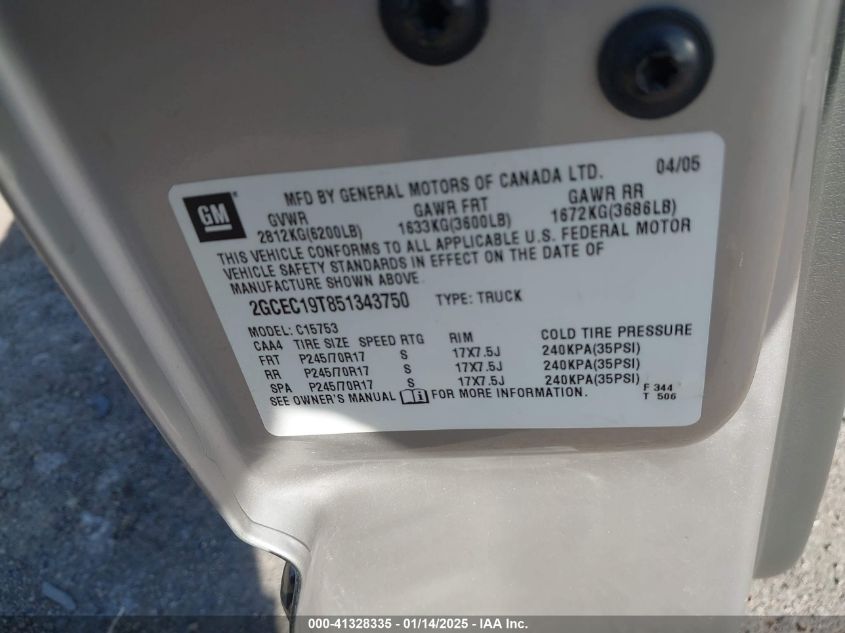 GM
MFD BY GENERAL MOTORS OF CANADA LTD. 04/05
GVWR GAWR FRT GAWR RR
2812KG(6200LB) 1633KG(3600LB) 1672KG(3686LB)
THIS VEHICLE CONFORMS TO ALL APPLICABLE U.S. FEDERAL MOTOR
VEHICLE SAFETY STANDARDS IN EFFECT ON THE DATE OF
MANUFACTURE SHOWN ABOVE.
2GCEC19T851343750 TYPE: TRUCK
MODEL: C15753
CAA4 TIRE SIZE SPEED RTG RIM COLD TIRE PRESSURE
FRT P245/70R17 S 17X7.5J 240KPA(35PSI)
RR P245/70R17 S 17X7.5J 240KPA(35PSI)
SPA P245/70R17 S 17X7.5J 240KPA(35PSI)
SEE OWNER'S MANUAL FOR MORE INFORMATION.
F 344
T 506
000-41328335 - 01/14/2025 - IAA Inc.